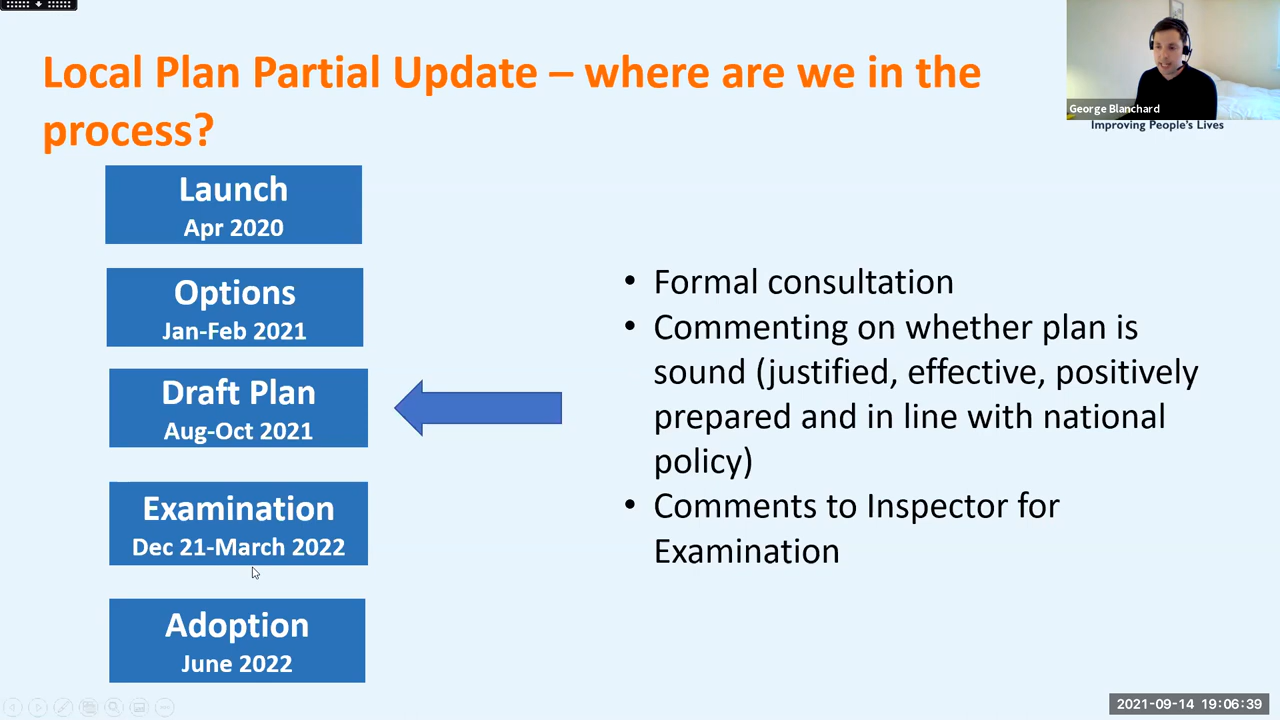 Local Plan Partial Update – where are we in the
process?
George Blanchard
Improving People's Lives
Launch
Apr 2020
Options
Jan-Feb 2021
Draft Plan
Aug-Oct 2021
Examination
Dec 21-March 2022
Adoption
June 2022
• Formal consultation
• Commenting on whether plan is
sound (justified, effective, positively
prepared and in line with national
policy)
• Comments to Inspector for
Examination
2021-09-14 19:06:39